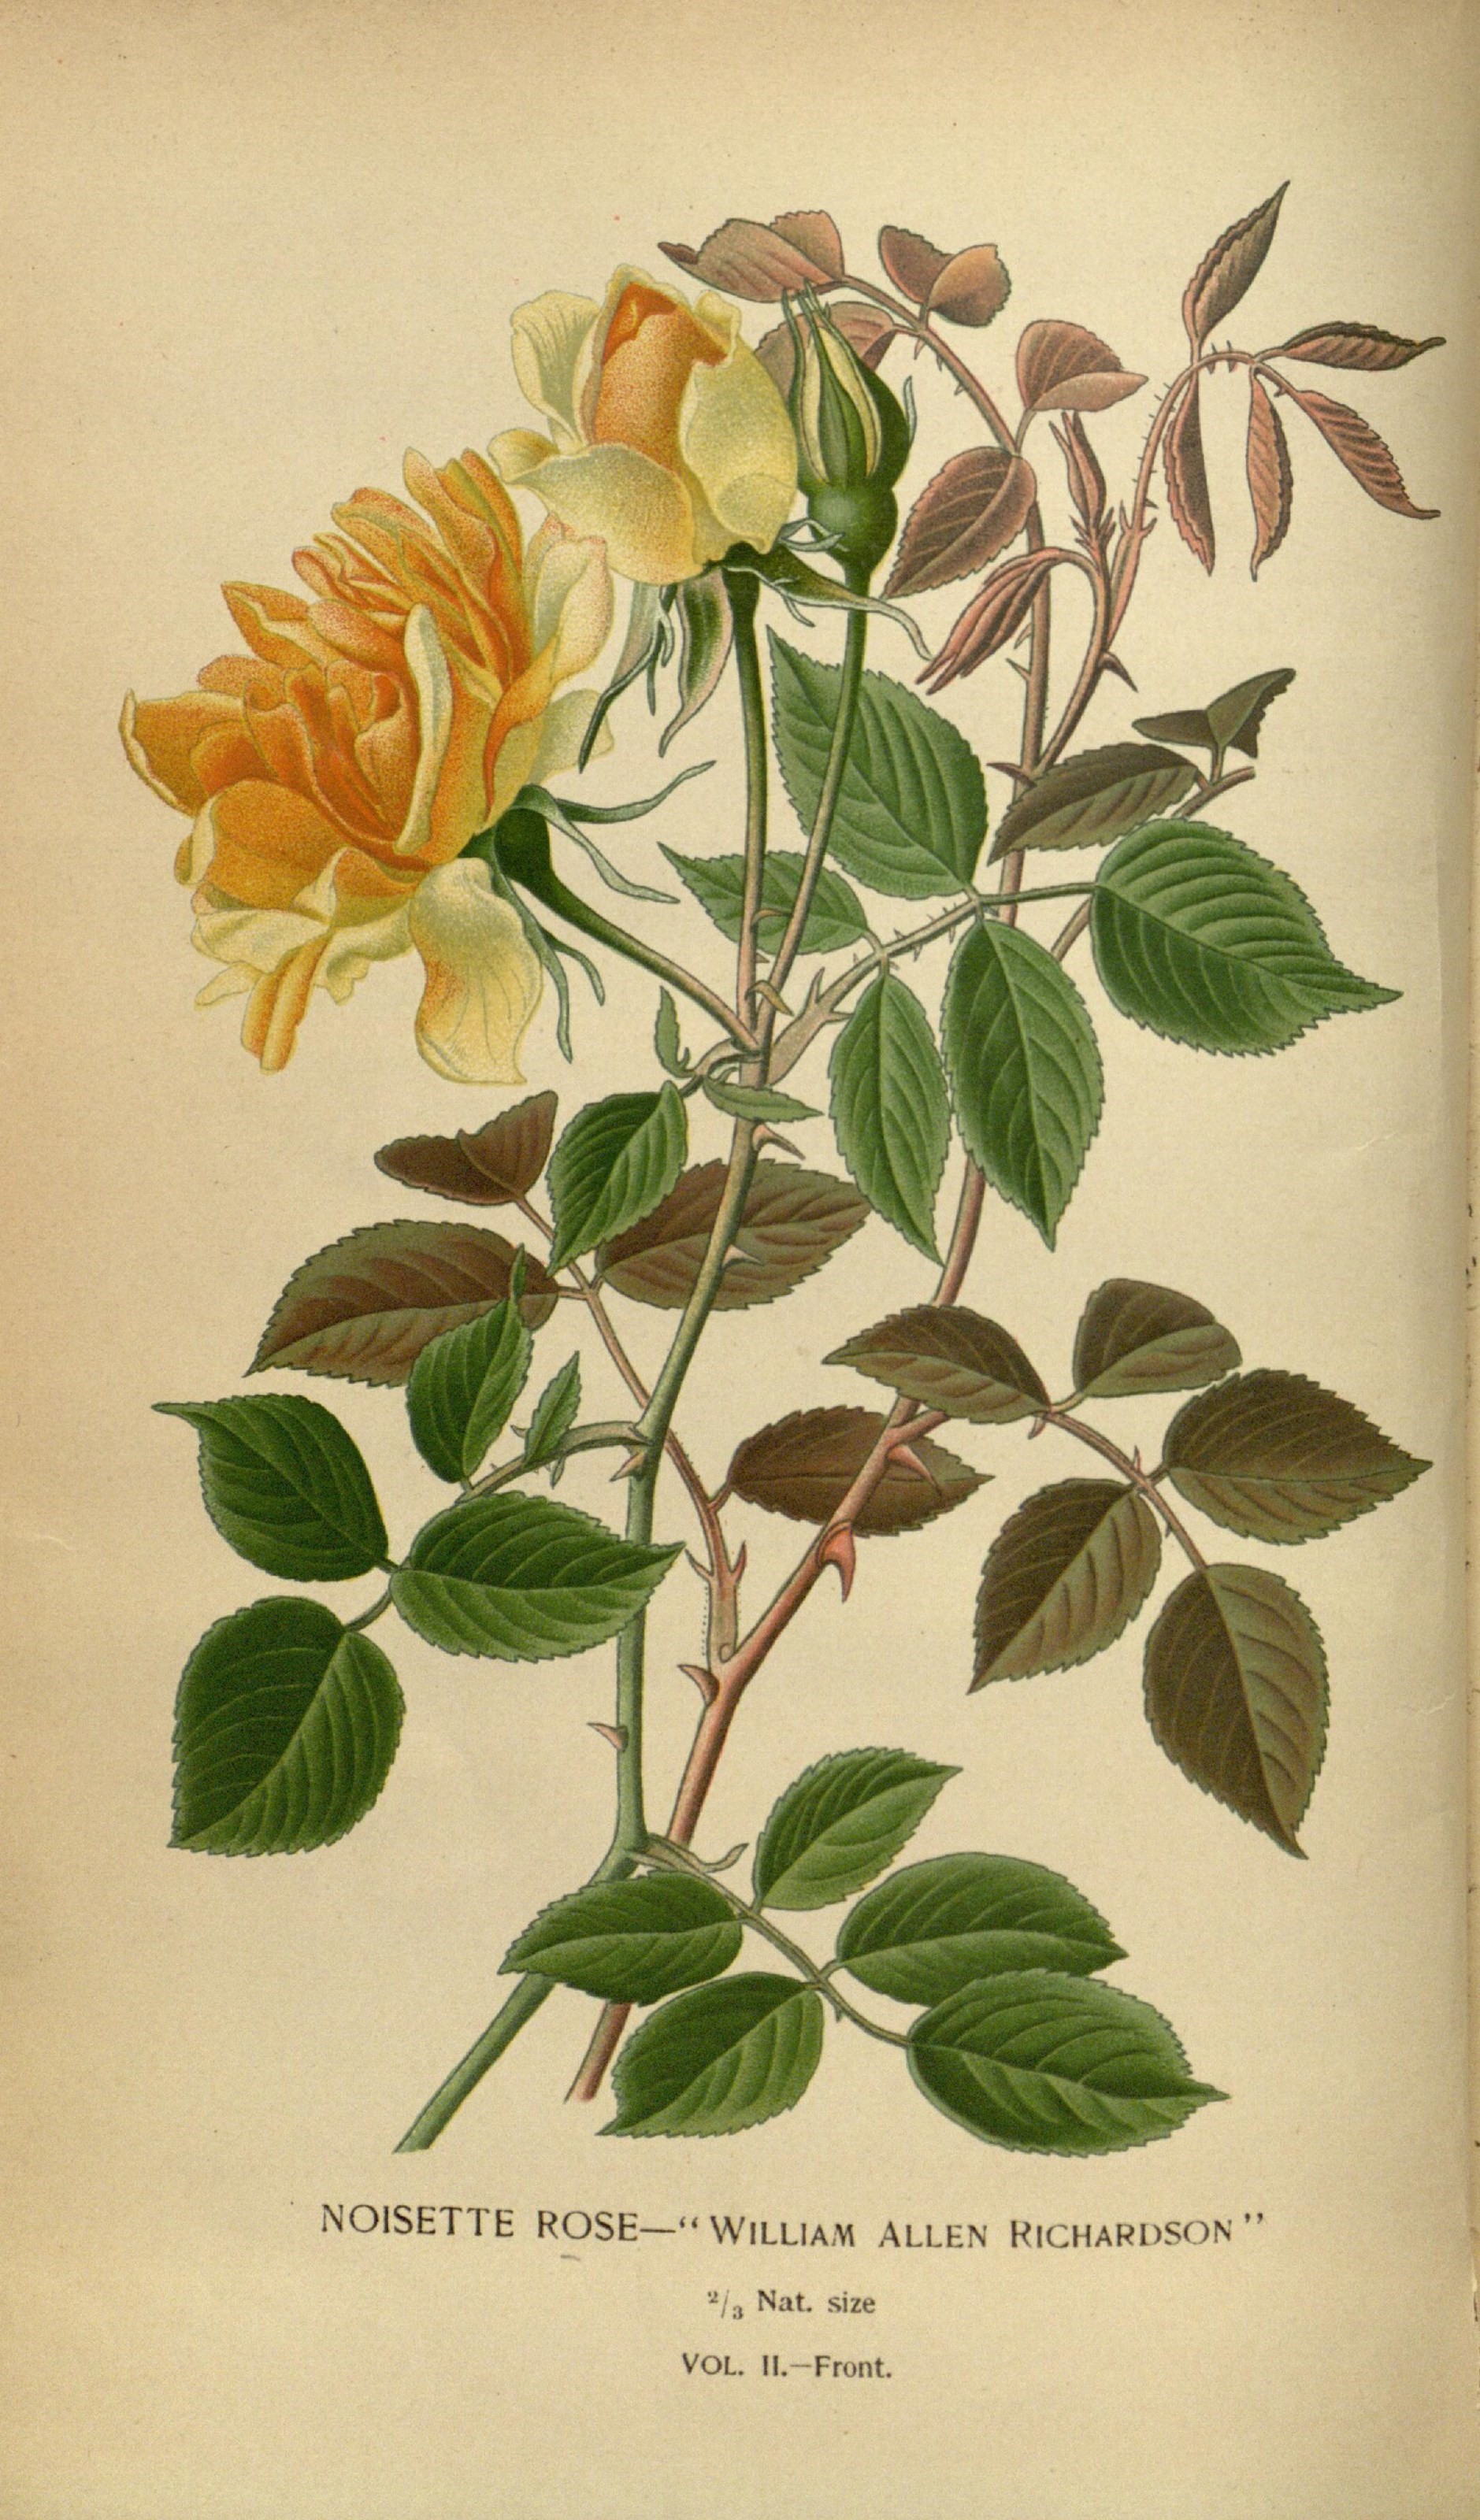 NOISETTE ROSE—“WILLIAM ALLEN RICHARDSON”
2/3 Nat. size
VOL. II.—Front.